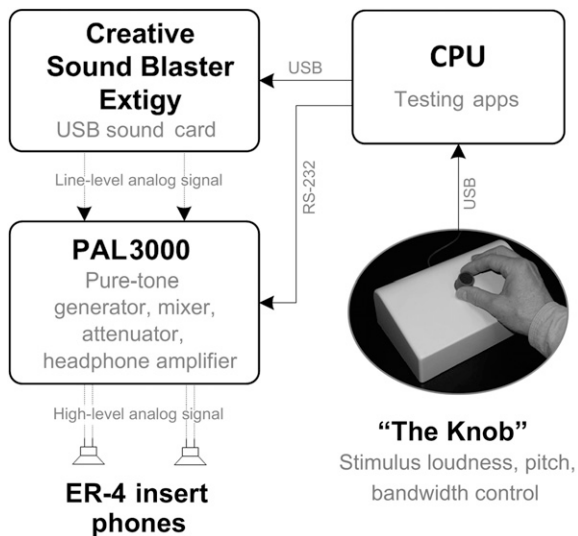 Creative
Sound Blaster
Extigy
USB sound card
USB
CPU
Testing apps
Line-level analog signal
RS-232
USB
PAL3000
Pure-tone
generator, mixer,
attenuator,
headphone amplifier
High-level analog signal
ER-4 insert
phones
“The Knob”
Stimulus loudness, pitch,
bandwidth control